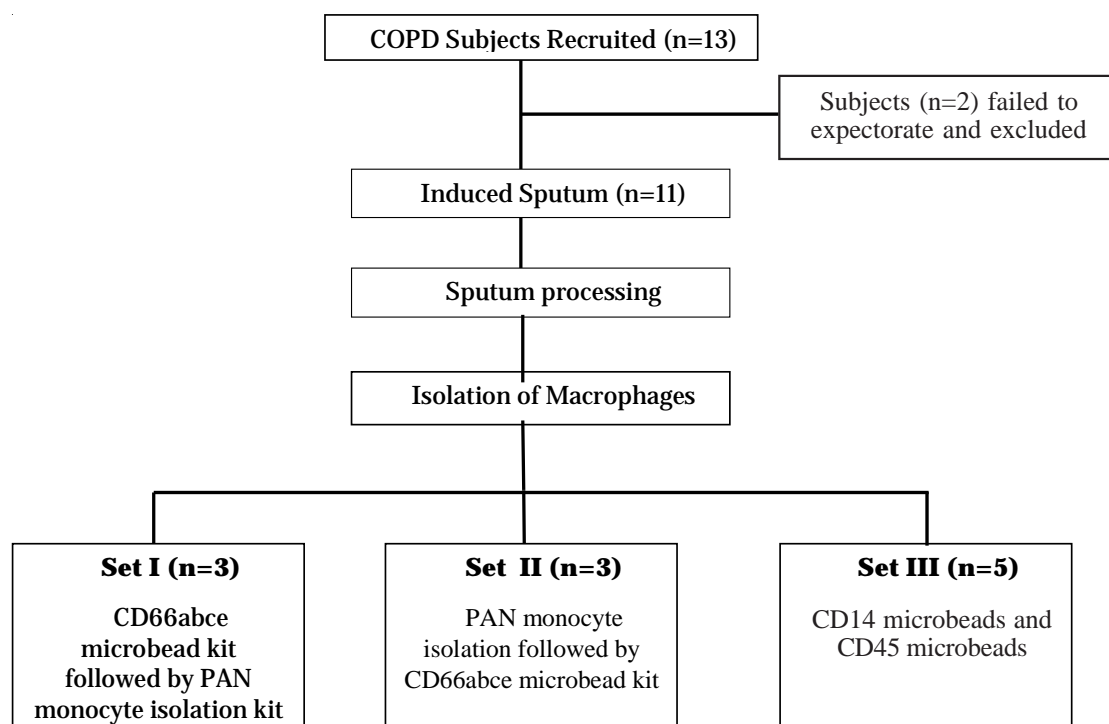 COPD Subjects Recruited (n=13)
Subjects (n=2) failed to
expectorate and excluded
Induced Sputum (n=11)
Sputum processing
Isolation of Macrophages
Set I (n=3)
CD66abce
microbead kit
followed by PAN
monocyte isolation kit
Set II (n=3)
PAN monocyte
isolation followed by
CD66abce microbead kit
Set III (n=5)
CD14 microbeads and
CD45 microbeads